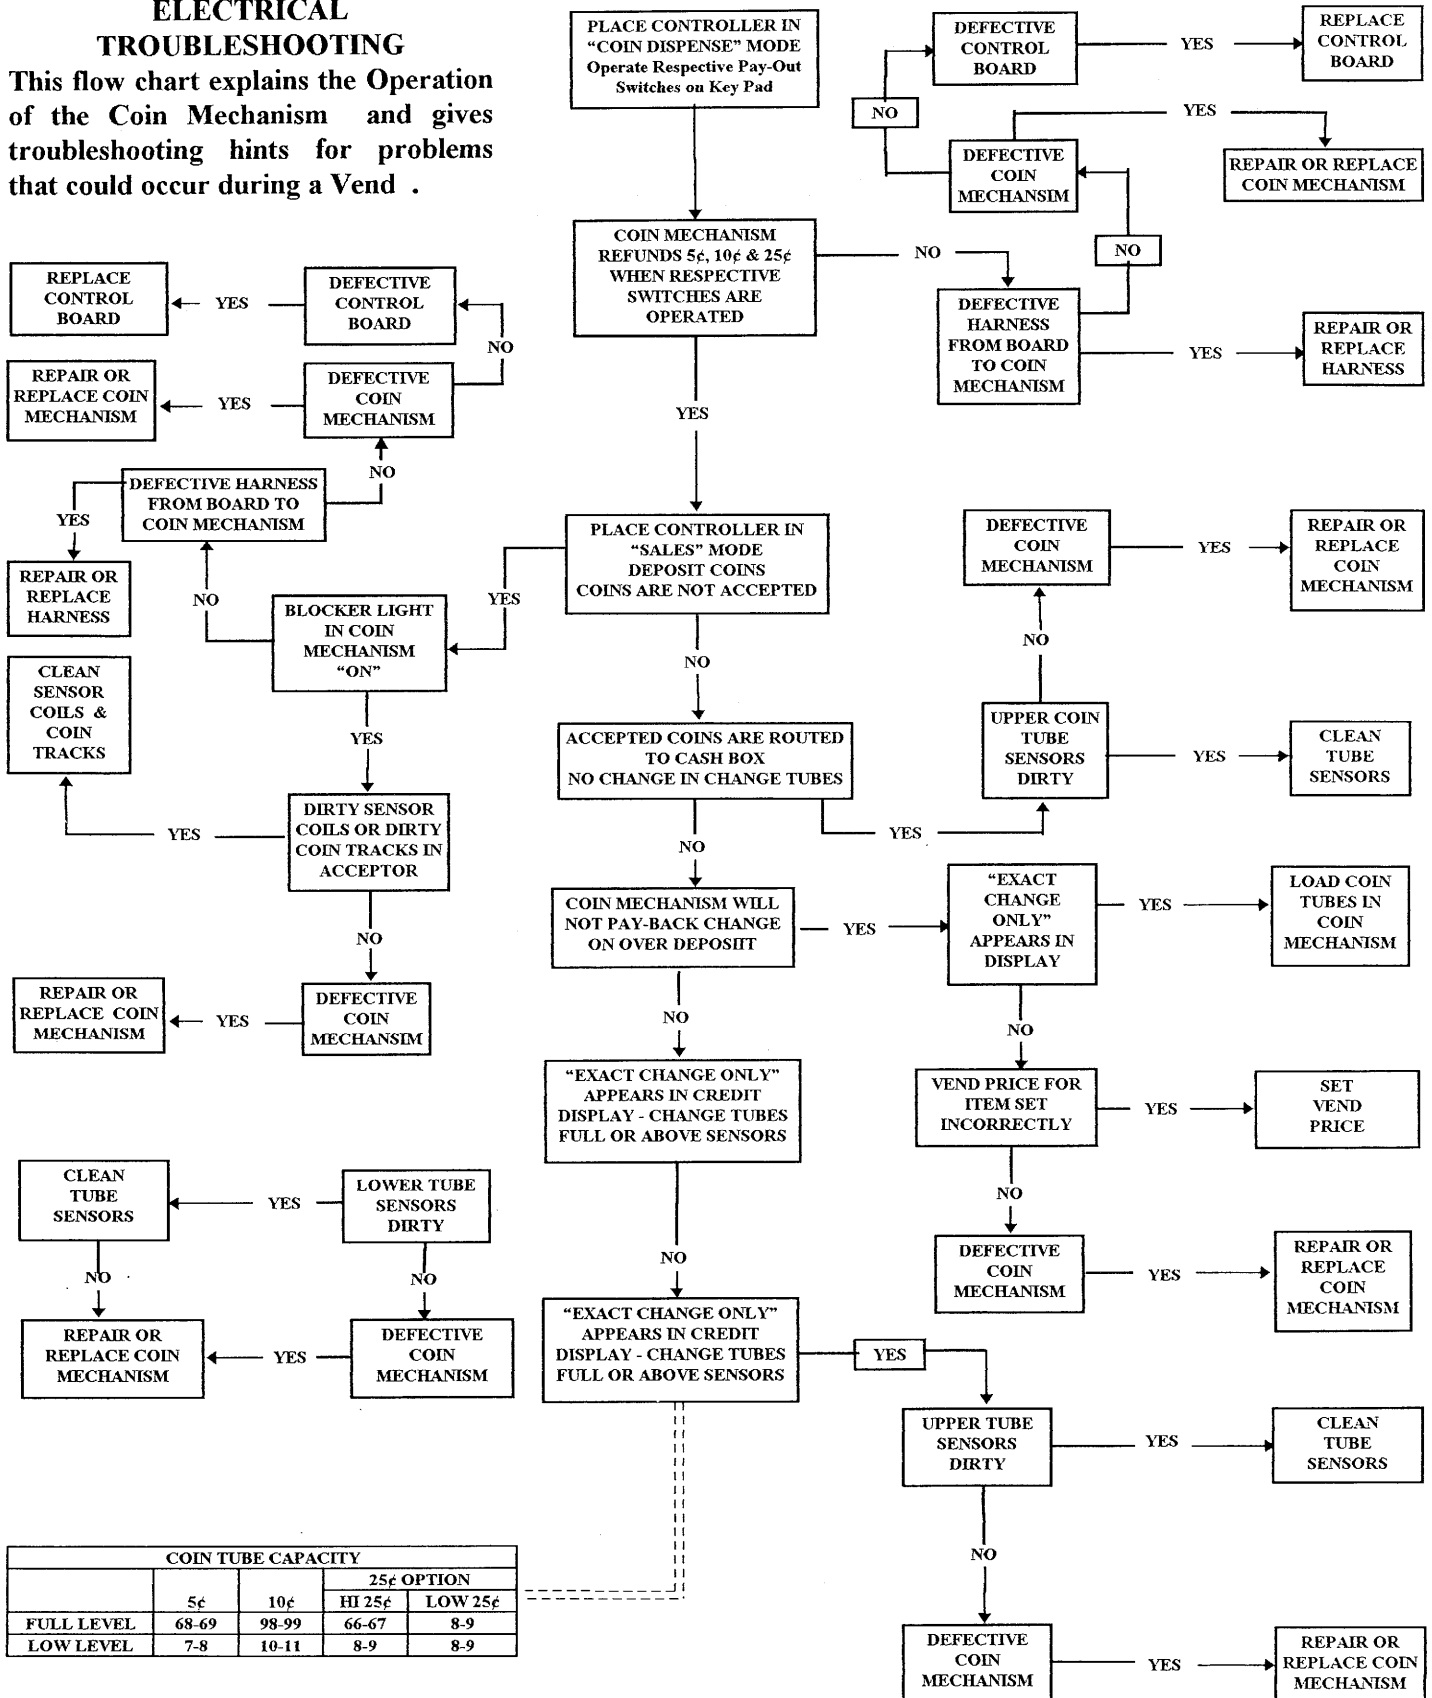 ELECTRICAL
TROUBLESHOOTING
This flow chart explains the Operation
of the Coin Mechanism and gives
troubleshooting hints for problems
that could occur during a Vend .
PLACE CONTROLLER IN
“COIN DISPENSE” MODE
Operate Respective Pay-Out
Switches on Key Pad
DEFECTIVE
CONTROL
BOARD
YES
REPLACE
CONTROL
BOARD
NO
YES
DEFECTIVE
COIN
MECHANSIM
REPAIR OR REPLACE
COIN MECHANISM
NO
COIN MECHANISM
REFUNDS 5¢, 10¢ & 25¢
WHEN RESPECTIVE
SWITCHES ARE
OPERATED
NO
DEFECTIVE
HARNESS
FROM BOARD
TO COIN
MECHANISM
YES
REPAIR OR
REPLACE
HARNESS
YES
REPLACE
CONTROL
BOARD
YES
DEFECTIVE
CONTROL
BOARD
NO
REPAIR OR
REPLACE COIN
MECHANISM
YES
DEFECTIVE
COIN
MECHANISM
NO
DEFECTIVE HARNESS
FROM BOARD TO
COIN MECHANISM
YES
REPAIR OR
REPLACE
HARNESS
NO
BLOCKER LIGHT
IN COIN
MECHANISM
“ON”
YES
PLACE CONTROLLER IN
“SALES” MODE
DEPOSIT COINS
COINS ARE NOT ACCEPTED
NO
DEFECTIVE
COIN
MECHANISM
YES
REPAIR OR
REPLACE
COIN
MECHANISM
NO
CLEAN
SENSOR
COILS &
COIN
TRACKS
YES
ACCEPTED COINS ARE ROUTED
TO CASH BOX
NO CHANGE IN CHANGE TUBES
UPPER COIN
TUBE
SENSORS
DIRTY
YES
CLEAN
TUBE
SENSORS
YES
DIRTY SENSOR
COILS OR DIRTY
COIN TRACKS IN
ACCEPTOR
NO
YES
NO
COIN MECHANISM WILL
NOT PAY-BACK CHANGE
ON OVER DEPOSIIT
YES
“EXACT
CHANGE
ONLY”
APPEARS IN
DISPLAY
YES
LOAD COIN
TUBES IN
COIN
MECHANISM
REPAIR OR
REPLACE COIN
MECHANISM
YES
DEFECTIVE
COIN
MECHANSIM
NO
NO
“EXACT CHANGE ONLY”
APPEARS IN CREDIT
DISPLAY - CHANGE TUBES
FULL OR ABOVE SENSORS
VEND PRICE FOR
ITEM SET
INCORRECTLY
YES
SET
VEND
PRICE
CLEAN
TUBE
SENSORS
YES
LOWER TUBE
SENSORS
DIRTY
NO
NO
NO
NO
DEFECTIVE
COIN
MECHANISM
YES
REPAIR OR
REPLACE
COIN
MECHANISM
REPAIR OR
REPLACE COIN
MECHANISM
YES
DEFECTIVE
COIN
MECHANISM
“EXACT CHANGE ONLY”
APPEARS IN CREDIT
DISPLAY - CHANGE TUBES
FULL OR ABOVE SENSORS
YES
UPPER TUBE
SENSORS
DIRTY
YES
CLEAN
TUBE
SENSORS
NO
COIN TUBE CAPACITY
25¢ OPTION
5¢ 10¢ HI 25¢ LOW 25¢
FULL LEVEL 68-69 98-99 66-67 8-9
LOW LEVEL 7-8 10-11 8-9 8-9
DEFECTIVE
COIN
MECHANISM
YES
REPAIR OR
REPLACE COIN
MECHANISM